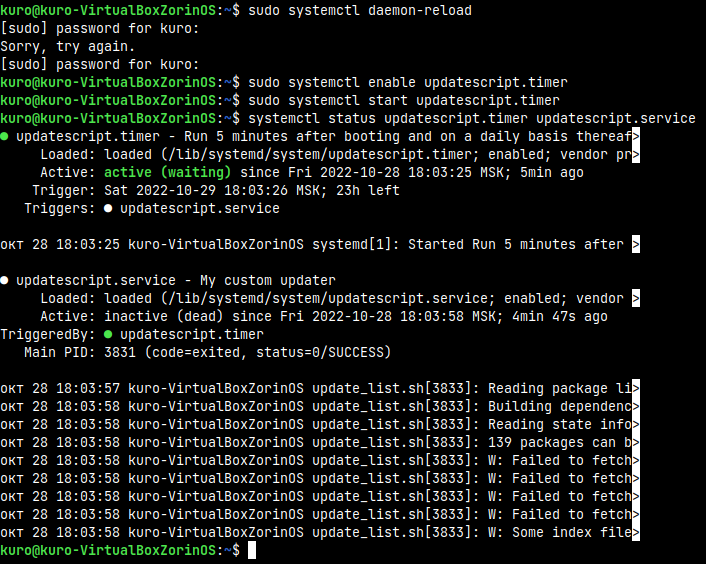 kuro@kuro-VirtualBoxZorinOS:~$ sudo systemctl daemon-reload
[sudo] password for kuro:
Sorry, try again.
[sudo] password for kuro:
kuro@kuro-VirtualBoxZorinOS:~$ sudo systemctl enable updatescript.timer
kuro@kuro-VirtualBoxZorinOS:~$ sudo systemctl start updatescript.timer
kuro@kuro-VirtualBoxZorinOS:~$ systemctl status updatescript.timer updatescript.service
● updatescript.timer - Run 5 minutes after booting and on a daily basis thereaf>
Loaded: loaded (/lib/systemd/system/updatescript.timer; enabled; vendor pr>
Active: active (waiting) since Fri 2022-10-28 18:03:25 MSK; 5min ago
Trigger: Sat 2022-10-29 18:03:26 MSK; 23h left
Triggers: ● updatescript.service
окт 28 18:03:25 kuro-VirtualBoxZorinOS systemd[1]: Started Run 5 minutes after >
● updatescript.service - My custom updater
Loaded: loaded (/lib/systemd/system/updatescript.service; enabled; vendor >
Active: inactive (dead) since Fri 2022-10-28 18:03:58 MSK; 4min 47s ago
TriggeredBy: ● updatescript.timer
Main PID: 3831 (code=exited, status=0/SUCCESS)
окт 28 18:03:57 kuro-VirtualBoxZorinOS update_list.sh[3833]: Reading package li>
окт 28 18:03:58 kuro-VirtualBoxZorinOS update_list.sh[3833]: Building dependenc>
окт 28 18:03:58 kuro-VirtualBoxZorinOS update_list.sh[3833]: Reading state info>
окт 28 18:03:58 kuro-VirtualBoxZorinOS update_list.sh[3833]: 139 packages can b>
окт 28 18:03:58 kuro-VirtualBoxZorinOS update_list.sh[3833]: W: Failed to fetch>
окт 28 18:03:58 kuro-VirtualBoxZorinOS update_list.sh[3833]: W: Failed to fetch>
окт 28 18:03:58 kuro-VirtualBoxZorinOS update_list.sh[3833]: W: Failed to fetch>
окт 28 18:03:58 kuro-VirtualBoxZorinOS update_list.sh[3833]: W: Failed to fetch>
окт 28 18:03:58 kuro-VirtualBoxZorinOS update_list.sh[3833]: W: Some index file>
kuro@kuro-VirtualBoxZorinOS:~$